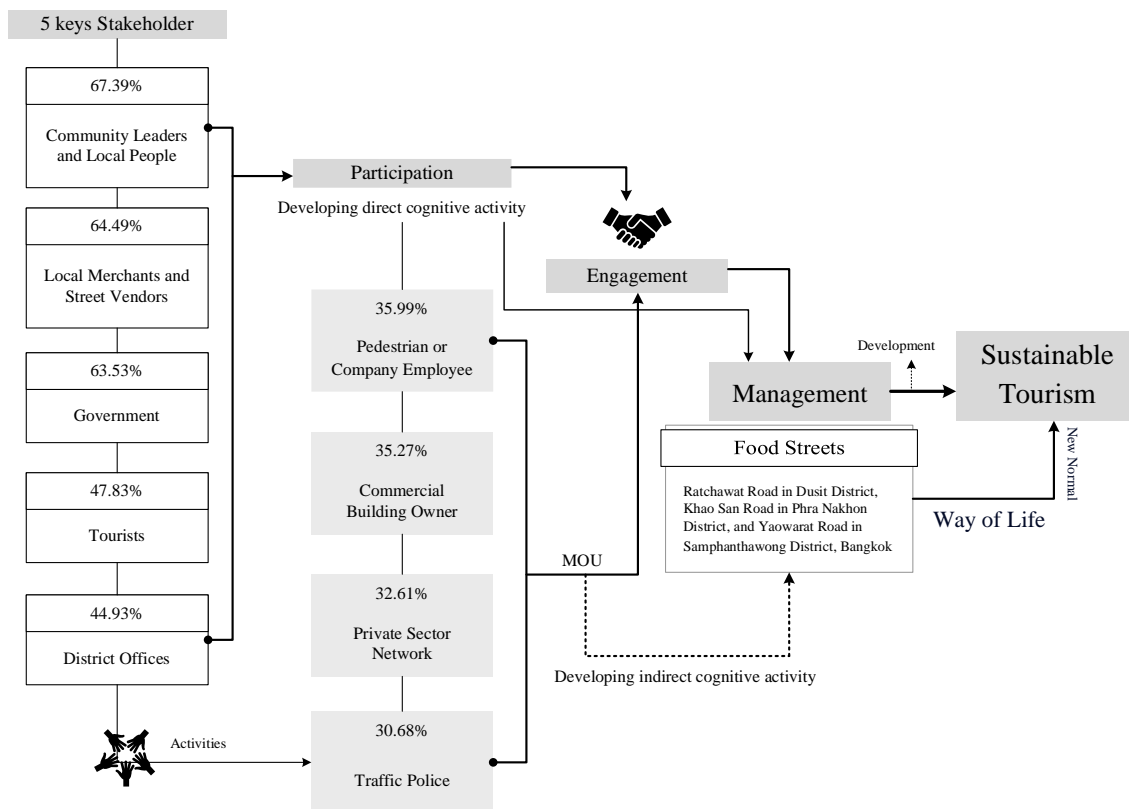 5 keys Stakeholder
67.39%
Community Leaders
and Local People
64.49%
Local Merchants and
Street Vendors
63.53%
Government
47.83%
Tourists
44.93%
District Offices
Activities
Participation
Developing direct cognitive activity
35.99%
Pedestrian or
Company Employee
35.27%
Commercial
Building Owner
32.61%
Private Sector
Network
30.68%
Traffic Police
Engagement
MOU
Developing indirect cognitive activity
Management
Development
Food Streets
Ratchawat Road in Dusit District,
Khao San Road in Phra Nakhon
District, and Yaowarat Road in
Samphanthawong District, Bangkok
Sustainable
Tourism
New Normal
Way of Life